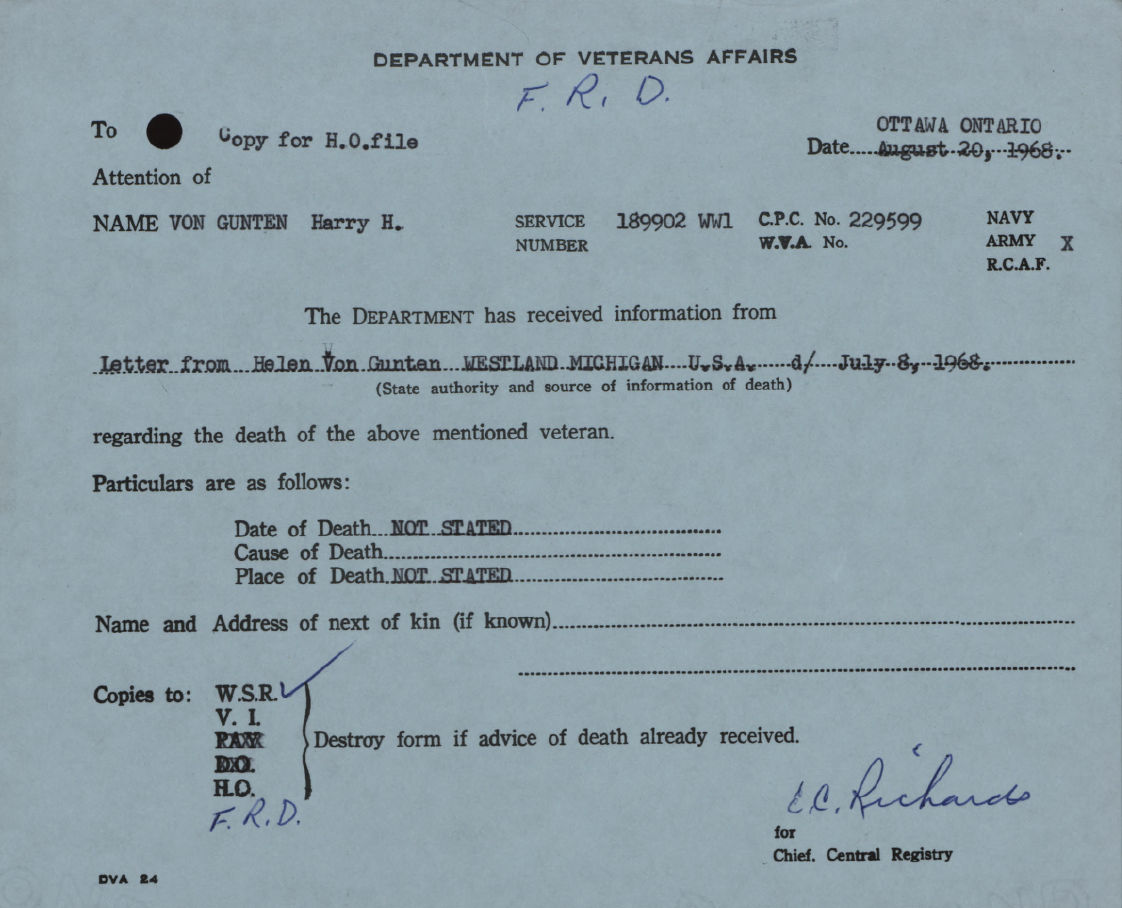 DEPARTMENT OF VETERANS AFFAIRS
F. R. D.
To Copy for H.O.file
OTTAWA ONTARIO
Date.....August 20, 1968.
Attention of
NAME VON GUNTEN Harry H. SERVICE NUMBER 189902 WW1 C.P.C. No. 229599 NAVY
W.V.A. No. ARMY X
R.C.A.F.
The DEPARTMENT has received information from
Letter from Helen Von Gunten WESTLAND MICHIGAN U.S.A. d/ July 8, 1968.
(State authority and source of information of death)
regarding the death of the above mentioned veteran.
Particulars are as follows:
Date of Death NOT STATED
Cause of Death
Place of Death NOT STATED
Name and Address of next of kin (if known)
Copies to: W.S.R. ✓
V. I.
PAY
D.O.
H.O.
F.R.D.
Destroy form if advice of death already received.
C. Richards
for
Chief. Central Registry
DVA 24